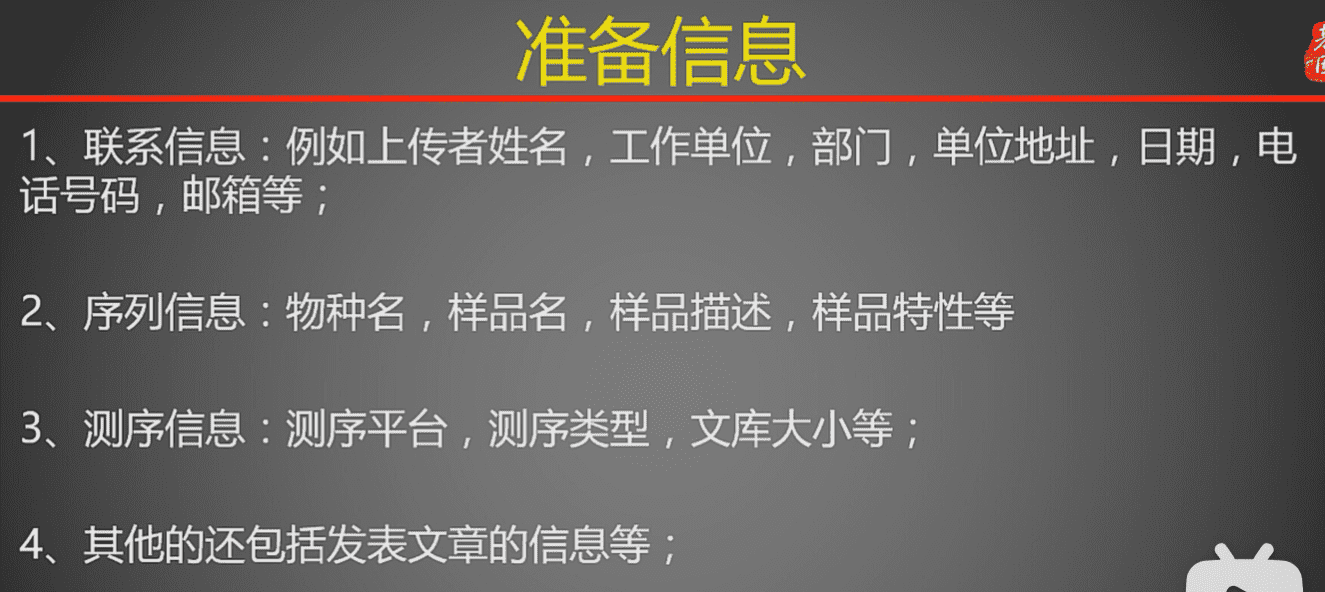 准备信息
1、联系信息：例如上传者姓名，工作单位，部门，单位地址，日期，电
话号码，邮箱等；
2、序列信息：物种名，样品名，样品描述，样品特性等
3、测序信息：测序平台，测序类型，文库大小等；
4、其他的还包括发表文章的信息等；